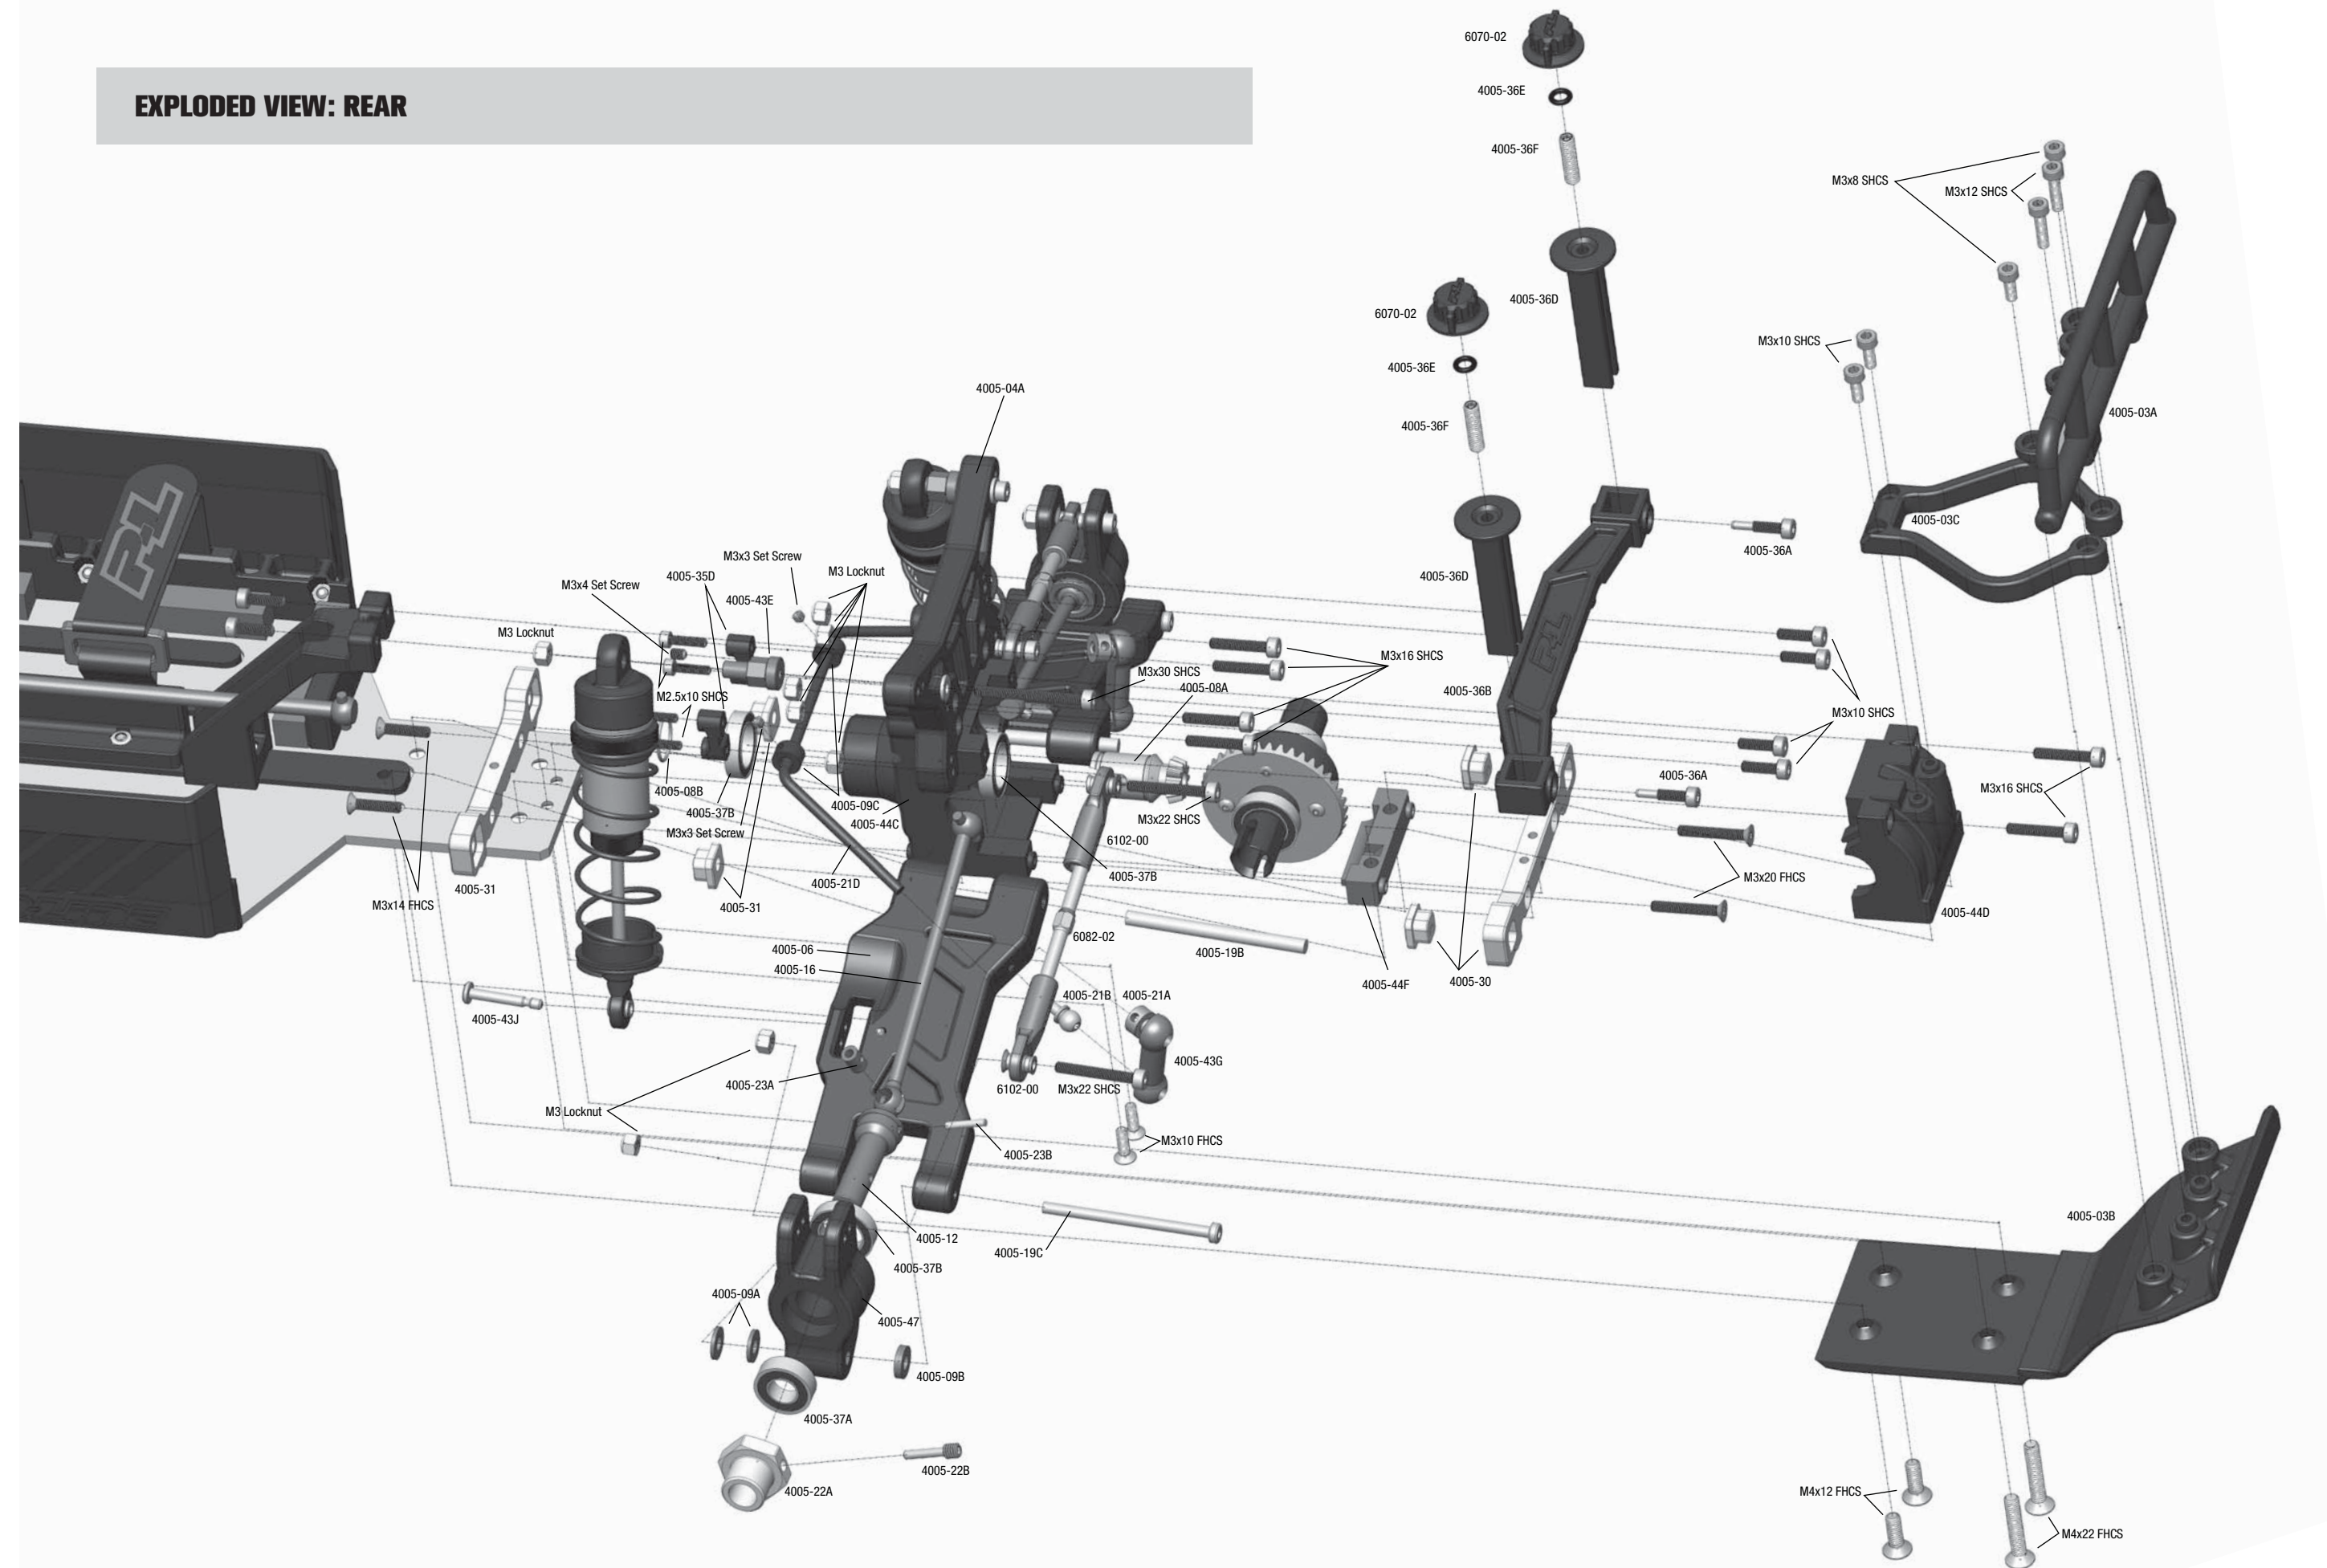 6070-02
4005-36E
EXPLODED VIEW: REAR
4005-36F
M3x8 SHCS
M3x12 SHCS
4005-36D
6070-02
M3x10 SHCS
4005-36E
4005-04A
4005-03A
4005-36F
P-L
4005-03C
4005-36A
M3x3 Set Screw
M3 Locknut
4005-35D
4005-36D
M3x4 Set Screw
4005-43E
M3 Locknut
P-L
M3x16 SHCS
M3x30 SHCS
4005-08A
4005-36B
M2.5x10 SHCS
M3x10 SHCS
4005-36A
4005-08B
4005-09C
M3x16 SHCS
4005-37B
4005-44C
M3x22 SHCS
M3x3 Set Screw
6102-00
4005-37B
4005-21D
M3x20 FHCS
4005-31
M3x14 FHCS
4005-31
4005-44D
6082-02
4005-06
4005-19B
4005-16
4005-44F
4005-30
4005-21B
4005-21A
4005-43J
4005-43G
4005-23A
6102-00
M3x22 SHCS
M3 Locknut
M3x10 FHCS
4005-23B
4005-03B
4005-12
4005-19C
4005-37B
4005-09A
4005-47
4005-09B
4005-37A
4005-22B
4005-22A
M4x12 FHCS
M4x22 FHCS